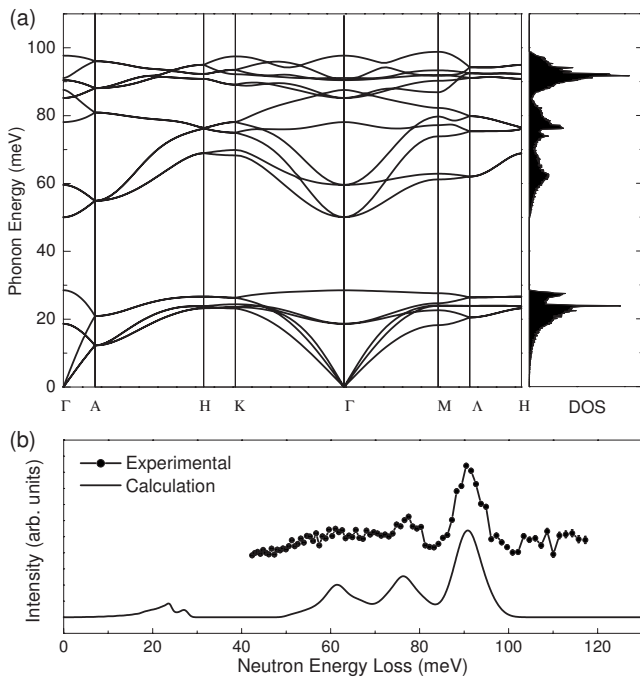 (a)
100
80
60
40
20
0
Phonon Energy (meV)
Γ A H K Γ M Λ H DOS
(b)
Experimental
Calculation
Intensity (arb. units)
0 20 40 60 80 100 120
Neutron Energy Loss (meV)